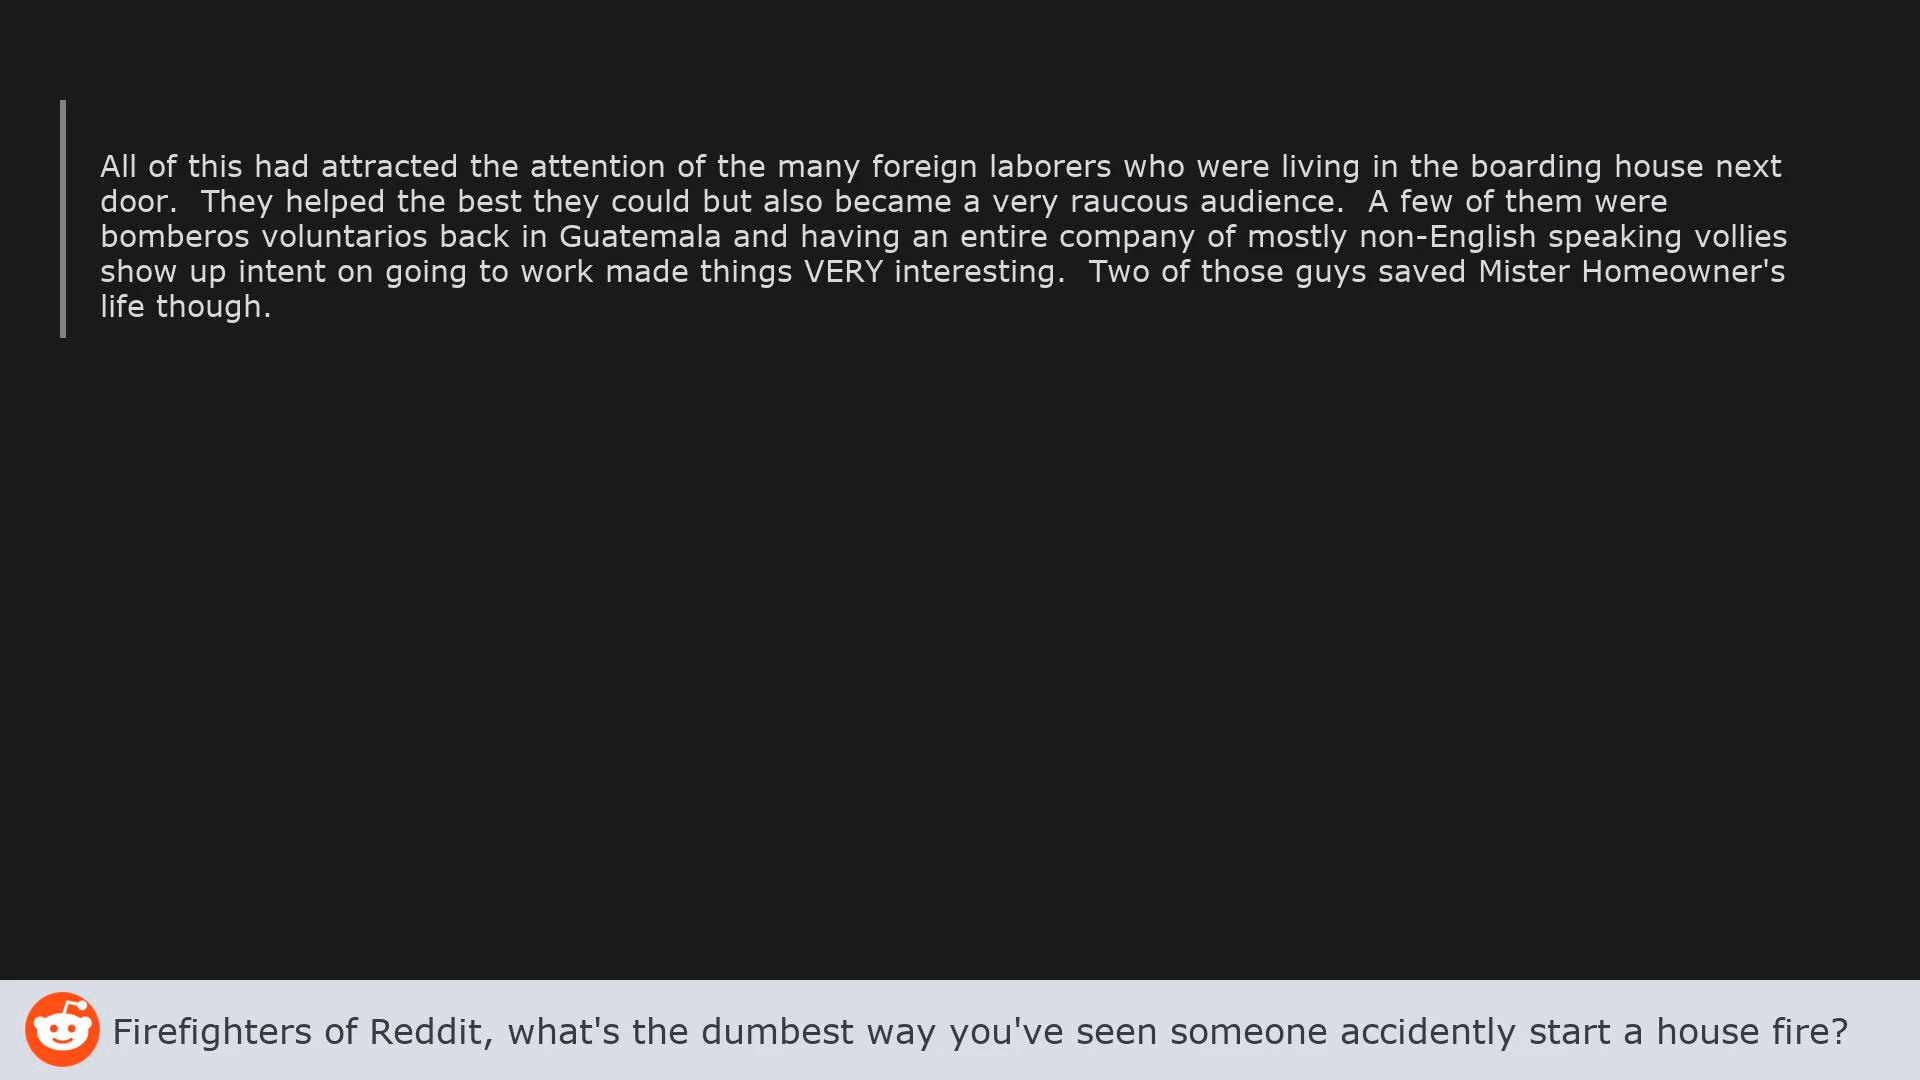 All of this had attracted the attention of the many foreign laborers who were living in the boarding house next
door.  They helped the best they could but also became a very raucous audience.  A few of them were
bomberos voluntarios back in Guatemala and having an entire company of mostly non-English speaking vollies
show up intent on going to work made things VERY interesting.  Two of those guys saved Mister Homeowner's
life though.
Firefighters of Reddit, what's the dumbest way you've seen someone accidently start a house fire?